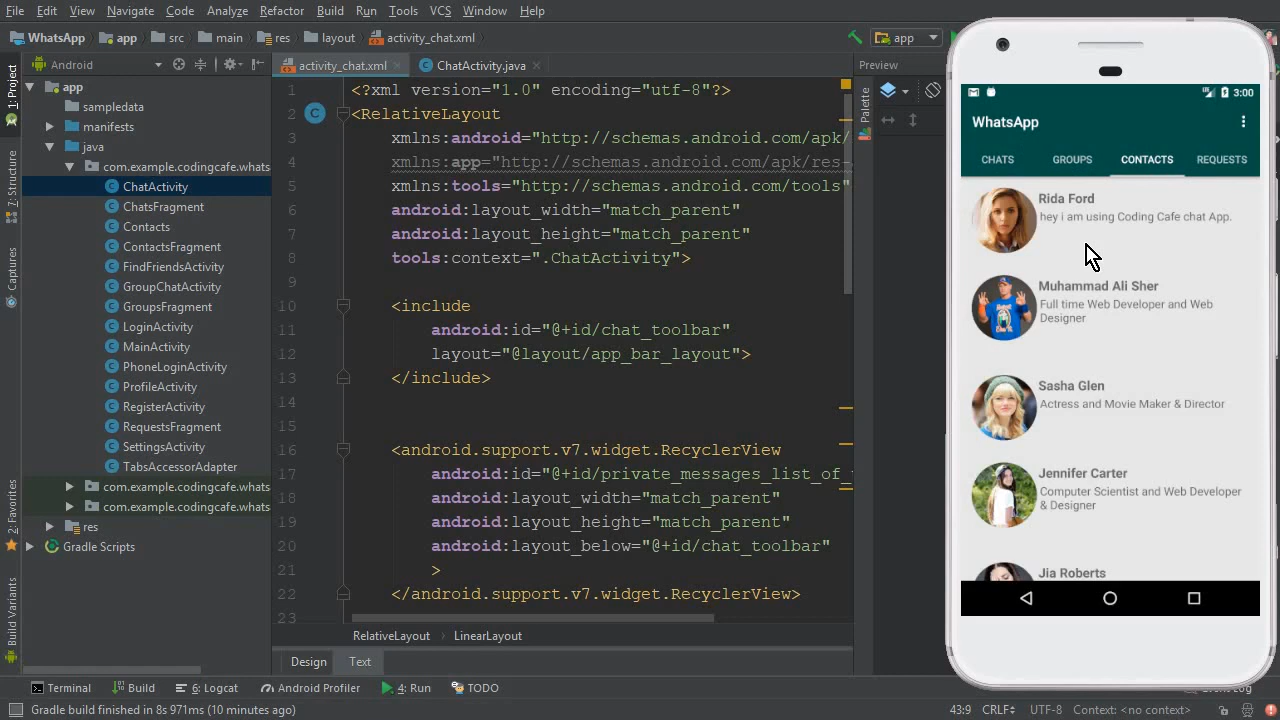 File Edit View Navigate Code Analyze Refactor Build Run Tools VCS Window Help
WhatsApp app src main res layout activity_chat.xml app
1: Project
Z: Structure
Captures
2: Favorites
Build Variants
Android
app
sampledata
manifests
java
com.example.codingcafe.whats
ChatActivity
ChatsFragment
Contacts
ContactsFragment
FindFriendsActivity
GroupChatActivity
GroupsFragment
LoginActivity
MainActivity
PhoneLoginActivity
ProfileActivity
RegisterActivity
RequestsFragment
SettingsActivity
TabsAccessorAdapter
com.example.codingcafe.whats
com.example.codingcafe.whats
res
Gradle Scripts
activity_chat.xml ChatActivity.java
1 <?xml version="1.0" encoding="utf-8"?>
2 <RelativeLayout
3 xmlns:android="http://schemas.android.com/apk/
4 xmlns:app="http://schemas.android.com/apk/res-
5 xmlns:tools="http://schemas.android.com/tools"
6 android:layout_width="match_parent"
7 android:layout_height="match_parent"
8 tools:context=".ChatActivity">
9
10 <include
11 android:id="@+id/chat_toolbar"
12 layout="@layout/app_bar_layout">
13 </include>
14
15
16 <android.support.v7.widget.RecyclerView
17 android:id="@+id/private_messages_list_of_
18 android:layout_width="match_parent"
19 android:layout_height="match_parent"
20 android:layout_below="@+id/chat_toolbar"
21 >
22 </android.support.v7.widget.RecyclerView>
23
RelativeLayout LinearLayout
Design Text
Preview
Palette
3:00
WhatsApp
CHATS GROUPS CONTACTS REQUESTS
Rida Ford
hey i am using Coding Cafe chat App.
Muhammad Ali Sher
Full time Web Developer and Web
Designer
Sasha Glen
Actress and Movie Maker & Director
Jennifer Carter
Computer Scientist and Web Developer
& Designer
Jia Roberts
Terminal Build 6: Logcat Android Profiler 4: Run TODO Event Log
Gradle build finished in 8s 971ms (10 minutes ago) 43:9 CRLF UTF-8 Context: <no context>